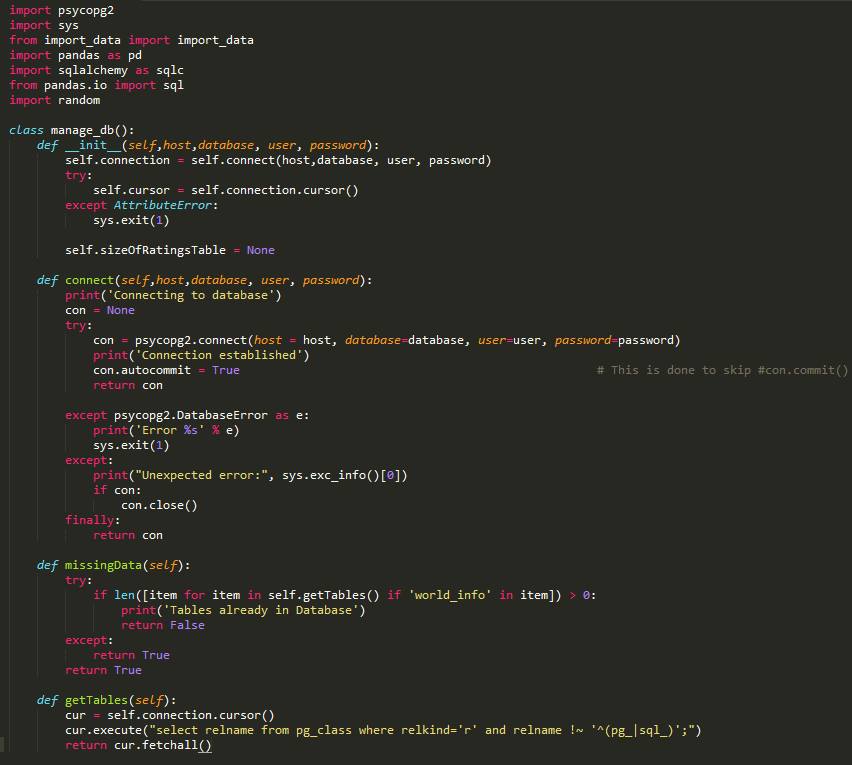 import psycopg2
import sys
from import_data import import_data
import pandas as pd
import sqlalchemy as sqlc
from pandas.io import sql
import random
class manage_db():
def __init__(self,host,database, user, password):
self.connection = self.connect(host,database, user, password)
try:
self.cursor = self.connection.cursor()
except AttributeError:
sys.exit(1)
self.sizeOfRatingsTable = None
def connect(self,host,database, user, password):
print('Connecting to database')
con = None
try:
con = psycopg2.connect(host = host, database=database, user=user, password=password)
print('Connection established')
con.autocommit = True # This is done to skip #con.commit()
return con
except psycopg2.DatabaseError as e:
print('Error %s' % e)
sys.exit(1)
except:
print("Unexpected error:", sys.exc_info()[0])
if con:
con.close()
finally:
return con
def missingData(self):
try:
if len([item for item in self.getTables() if 'world_info' in item]) > 0:
print('Tables already in Database')
return False
except:
return True
return True
def getTables(self):
cur = self.connection.cursor()
cur.execute("select relname from pg_class where relkind='r' and relname !~ '^(pg_|sql_)';")
return cur.fetchall()